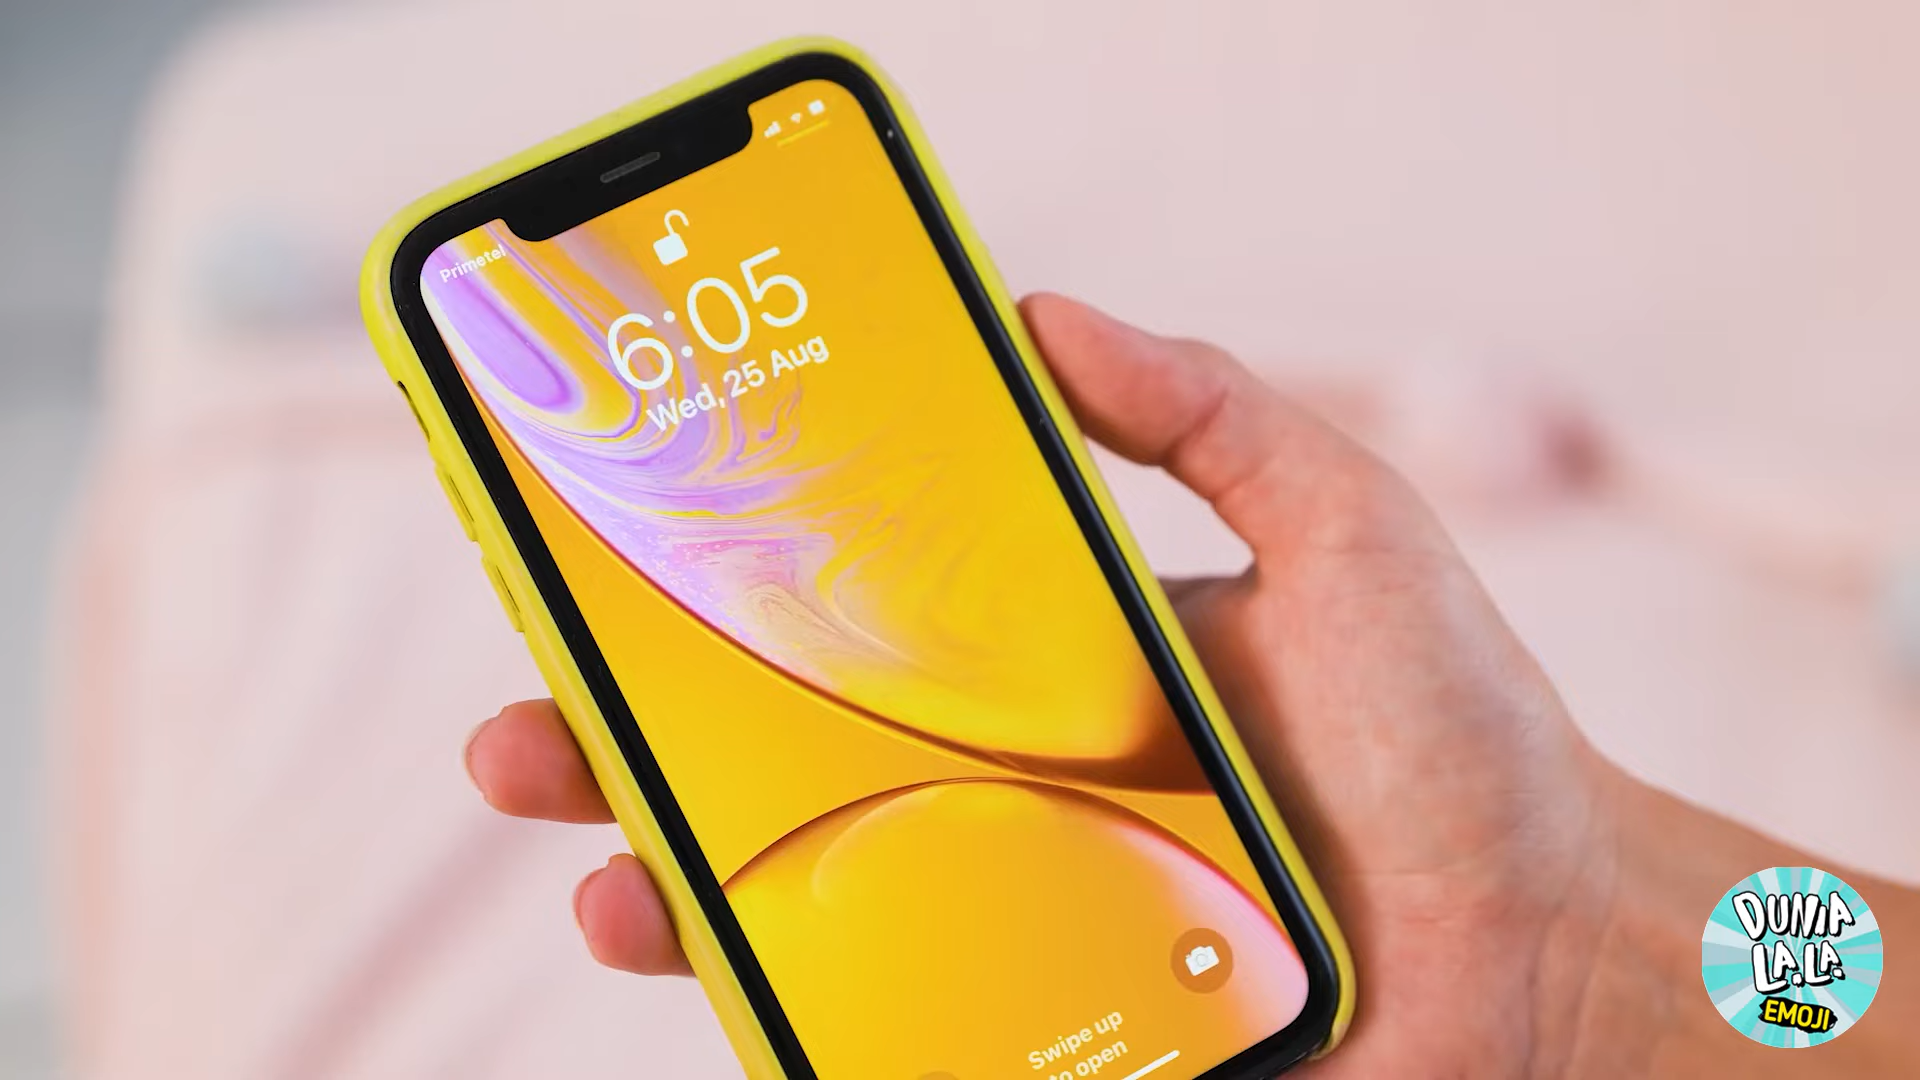 Primetel
6:05
Wed, 25 Aug
Swipe up
to open
DUNIA
LA.LA.
EMOJI